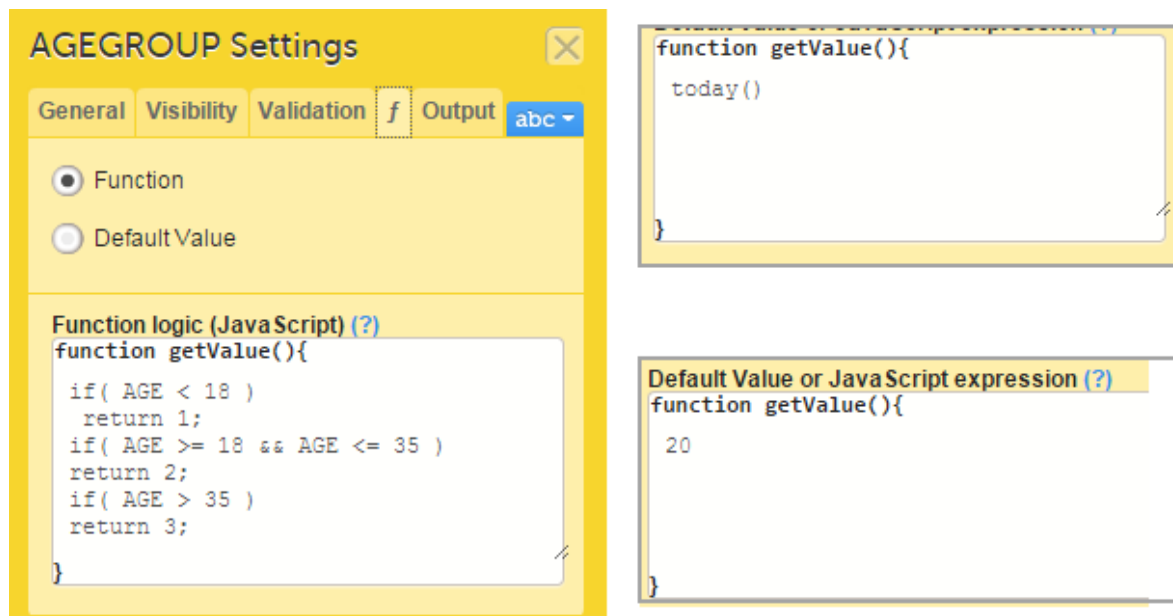 AGEGROUP Settings
General Visibility Validation f Output abc
Function
Default Value
Function logic (JavaScript) (?)
function getValue(){
if( AGE < 18 )
return 1;
if( AGE >= 18 && AGE <= 35 )
return 2;
if( AGE > 35 )
return 3;
}
function getValue(){
today()
}
Default Value or JavaScript expression (?)
function getValue(){
20
}